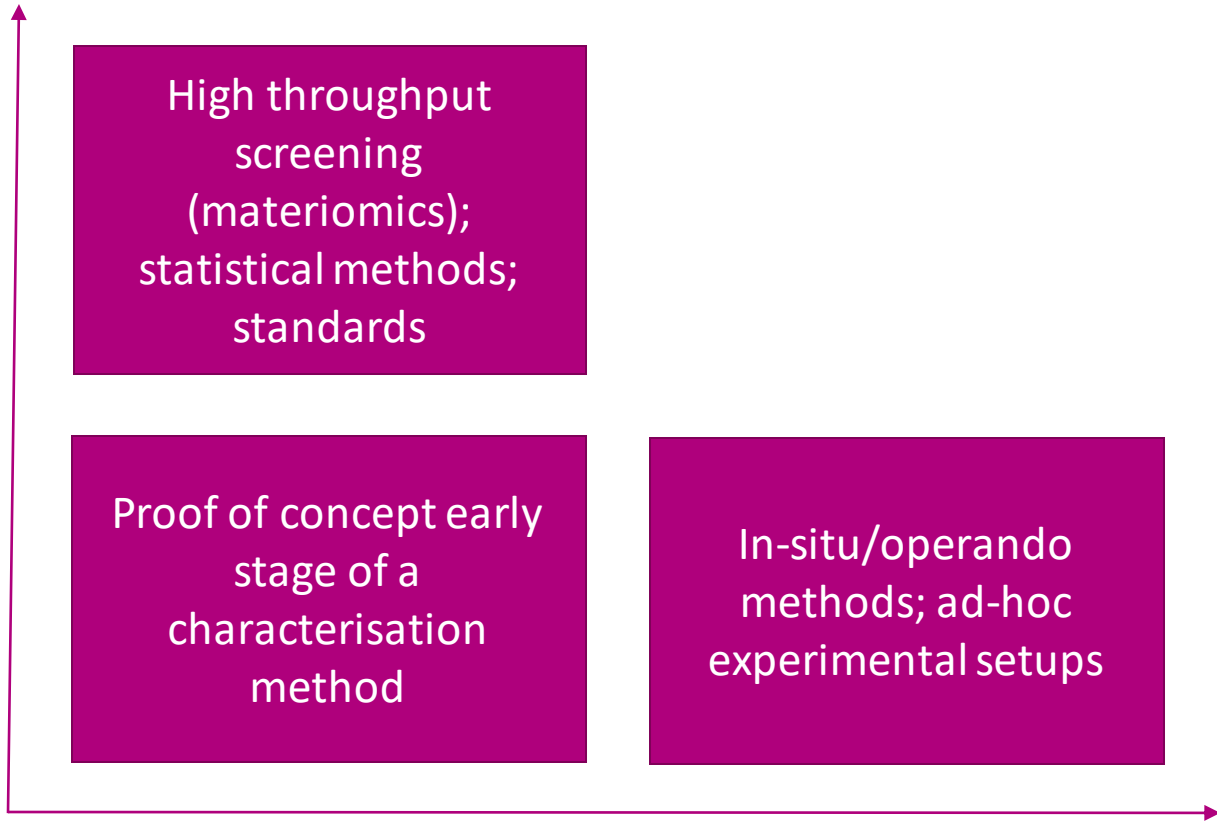 High throughput
screening
(materiomics);
statistical methods;
standards
Proof of concept early
stage of a
characterisation
method
In-situ/operando
methods; ad-hoc
experimental setups